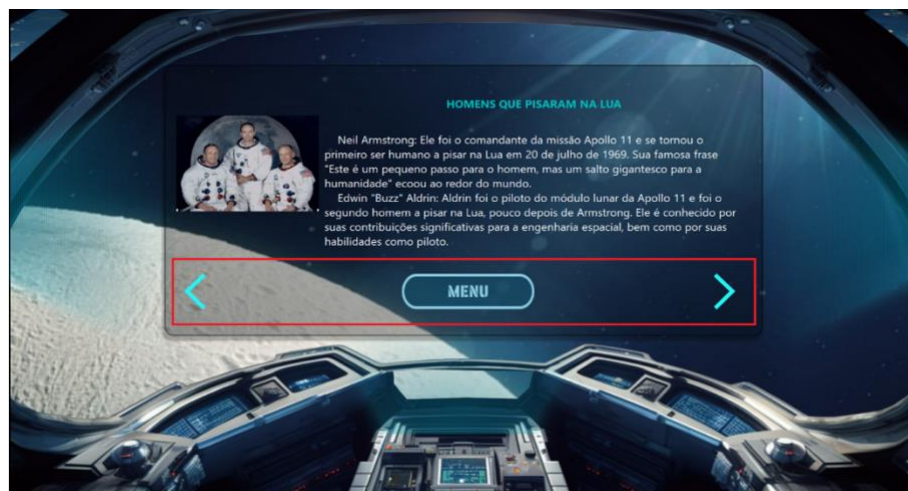 HOMENS QUE PISARAM NA LUA
Neil Armstrong: Ele foi o comandante da missão Apollo 11 e se tornou o
primeiro ser humano a pisar na Lua em 20 de julho de 1969. Sua famosa frase
"Este é um pequeno passo para o homem, mas um salto gigantesco para a
humanidade" ecoou ao redor do mundo.
Edwin "Buzz" Aldrin: Aldrin foi o piloto do módulo lunar da Apollo 11 e foi o
segundo homem a pisar na Lua, pouco depois de Armstrong. Ele é conhecido por
suas contribuições significativas para a engenharia espacial, bem como por suas
habilidades como piloto.
MENU